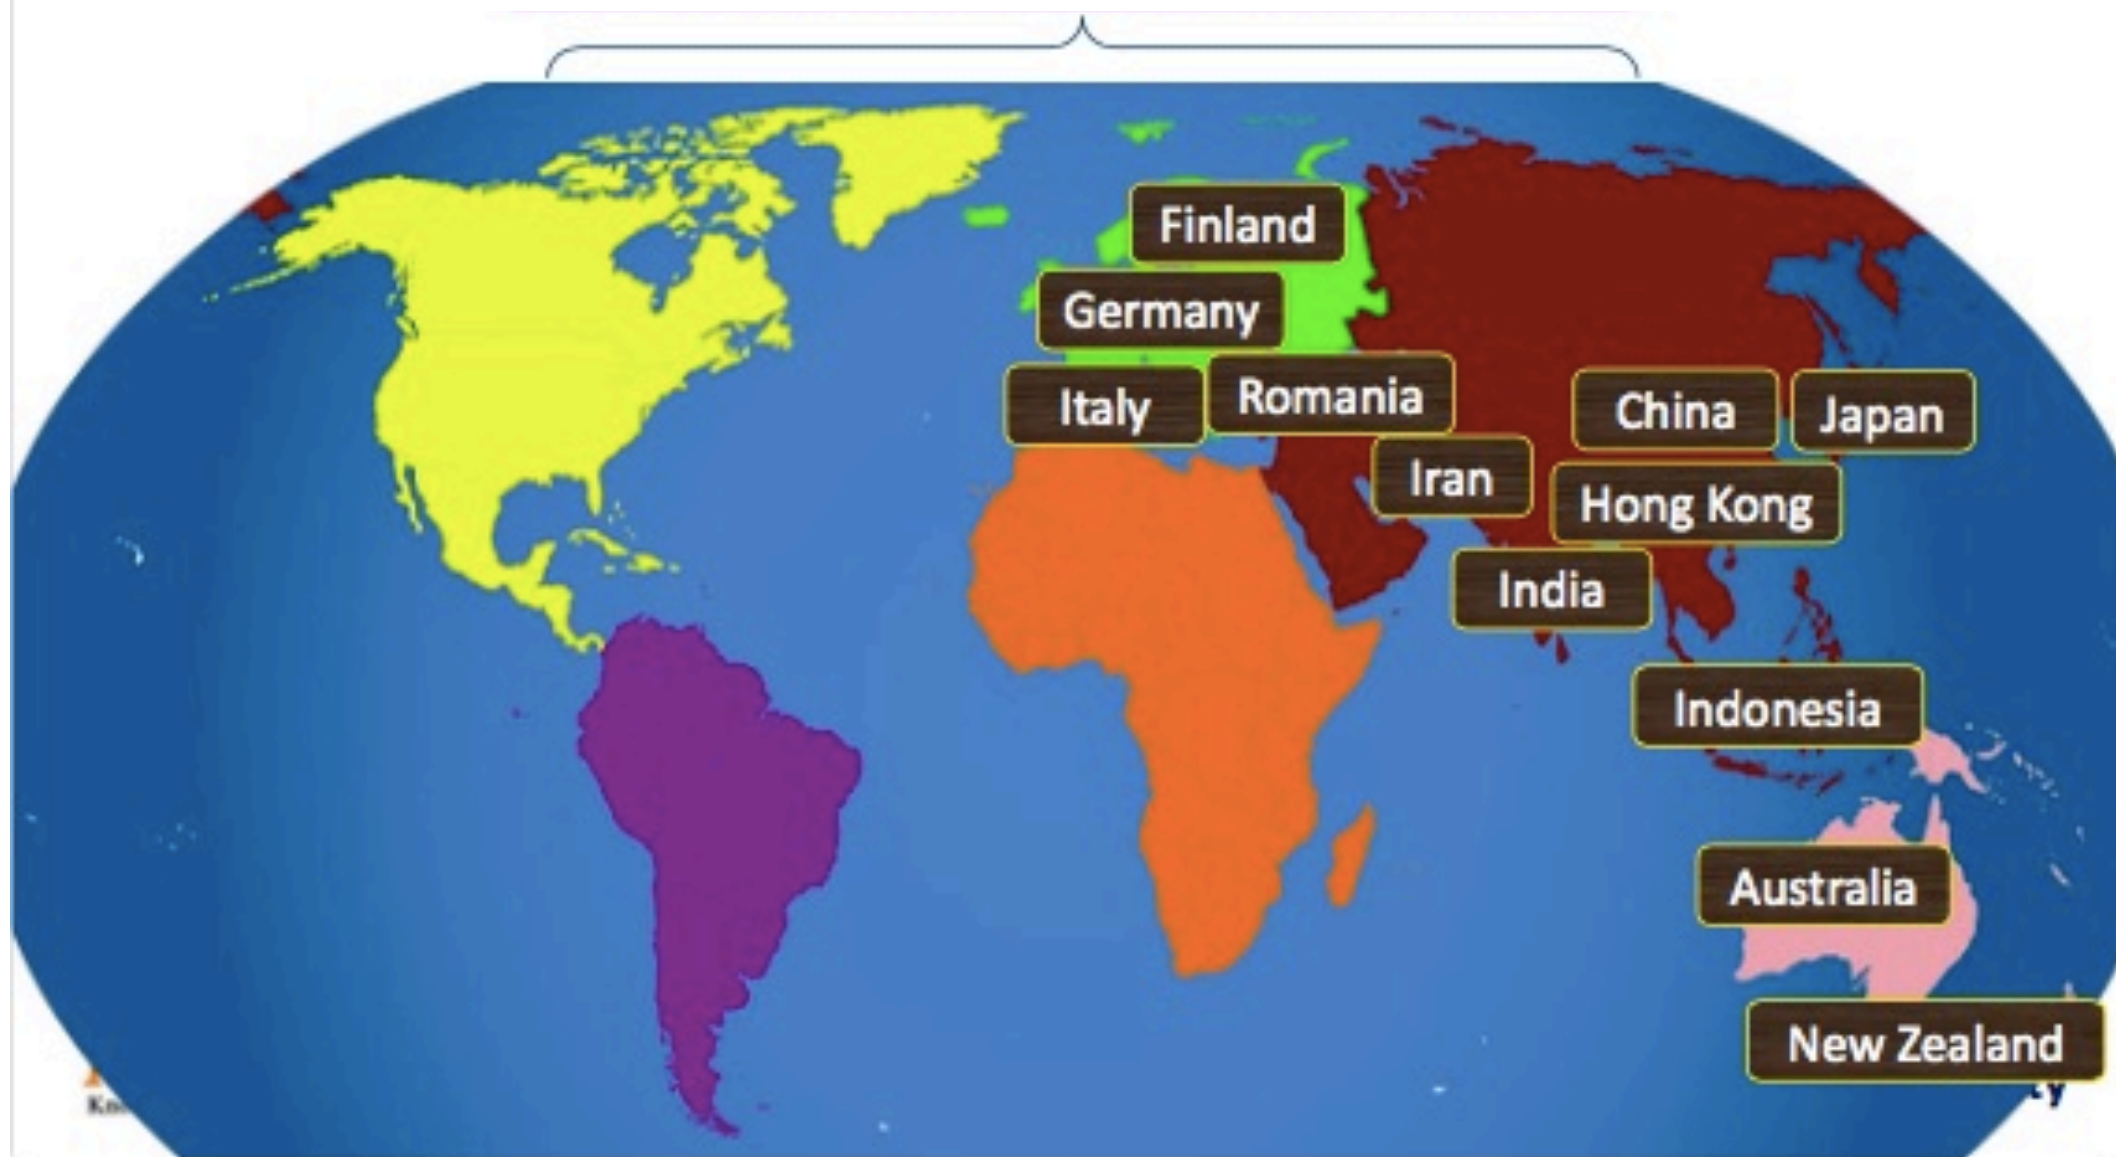 Finland
Germany
Italy
Romania
China
Japan
Iran
Hong Kong
India
Indonesia
Australia
New Zealand